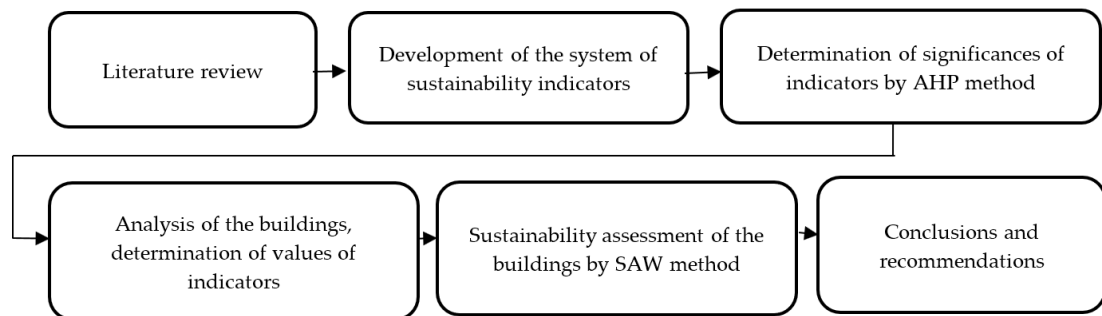 Literature review
Development of the system of
sustainability indicators
Determination of significances of
indicators by AHP method
Analysis of the buildings,
determination of values of
indicators
Sustainability assessment of the
buildings by SAW method
Conclusions and
recommendations